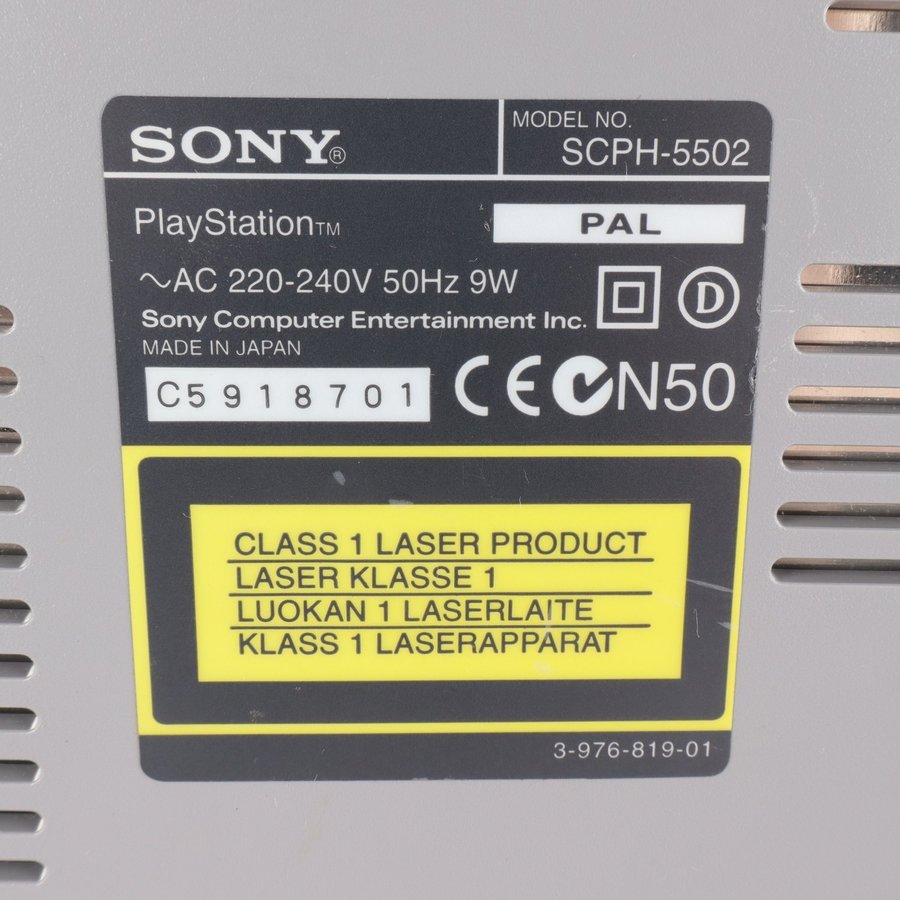 SONY®
MODEL NO.
SCPH-5502
PlayStation™
PAL
~AC 220-240V 50Hz 9W
D
Sony Computer Entertainment Inc.
MADE IN JAPAN
C5918701
CE N50
CLASS 1 LASER PRODUCT
LASER KLASSE 1
LUOKAN 1 LASERLAITE
KLASS 1 LASERAPPARAT
3-976-819-01